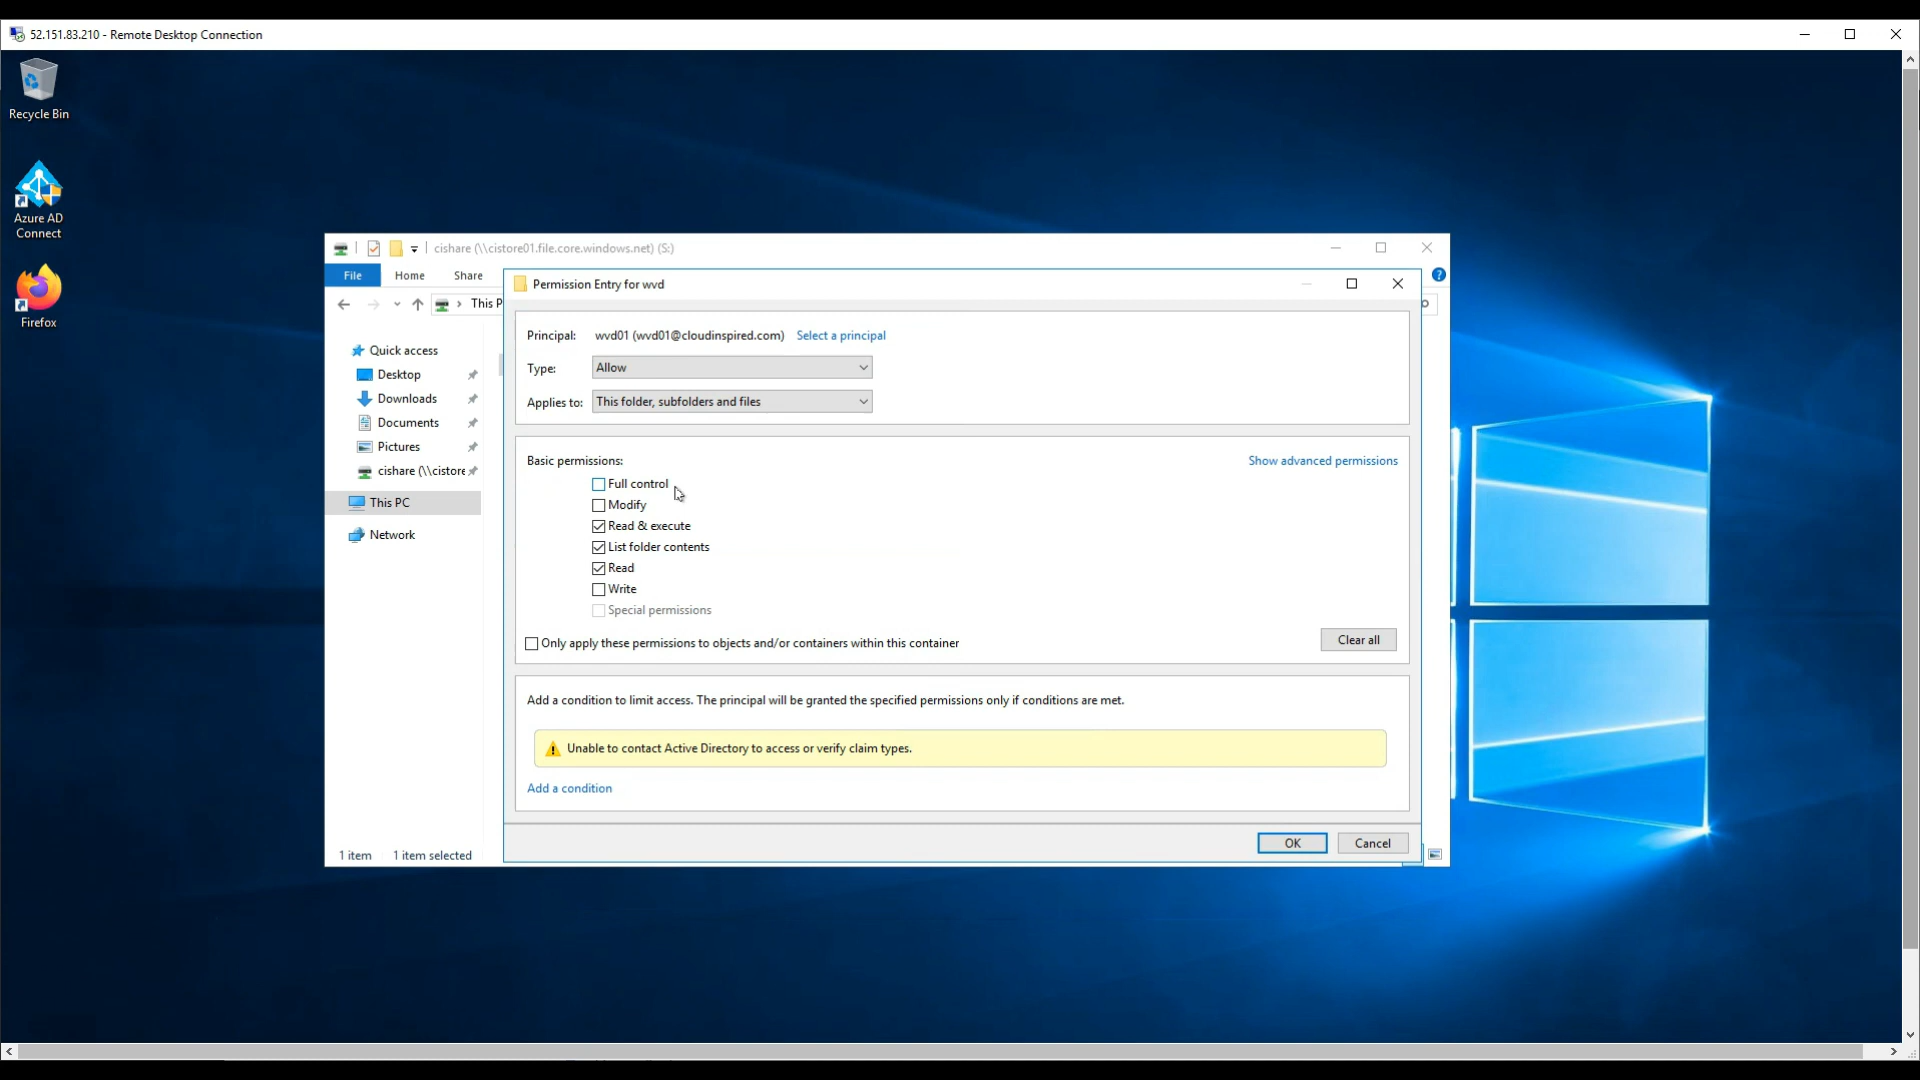 52.151.83.210 - Remote Desktop Connection
Recycle Bin
Azure AD
Connect
Firefox
cishare (\\cistore01.file.core.windows.net) (S:)
File Home Share
This P
Quick access
Desktop
Downloads
Documents
Pictures
cishare (\\cistore
This PC
Network
1 item 1 item selected
Permission Entry for wvd
Principal: wvd01 (wvd01@cloudinspired.com) Select a principal
Type: Allow
Applies to: This folder, subfolders and files
Basic permissions: Show advanced permissions
Full control
Modify
Read & execute
List folder contents
Read
Write
Special permissions
Only apply these permissions to objects and/or containers within this container
Clear all
Add a condition to limit access. The principal will be granted the specified permissions only if conditions are met.
Unable to contact Active Directory to access or verify claim types.
Add a condition
OK Cancel